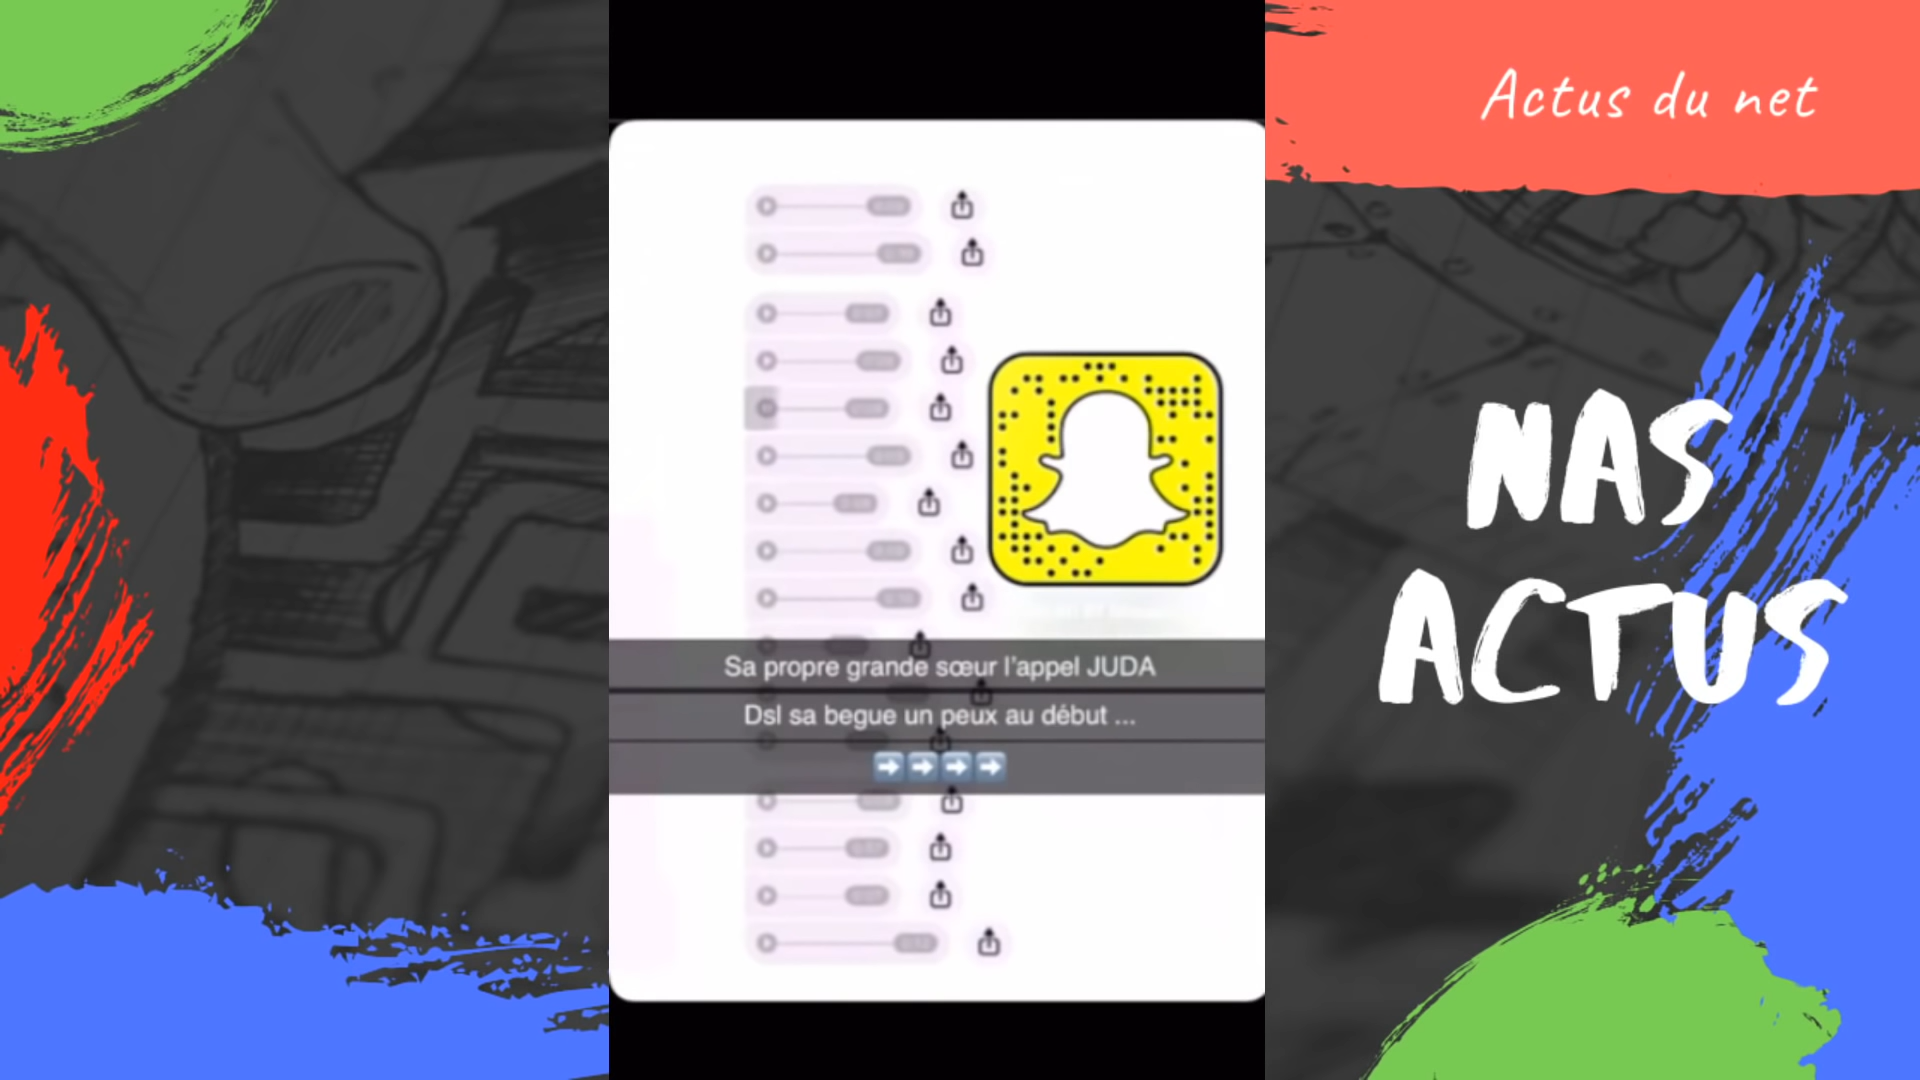 Actus du net
NAS
ACTUS
Sa propre grande sœur l'appel JUDA
Dsl sa begue un peux au début ...
➡️➡️➡️➡️